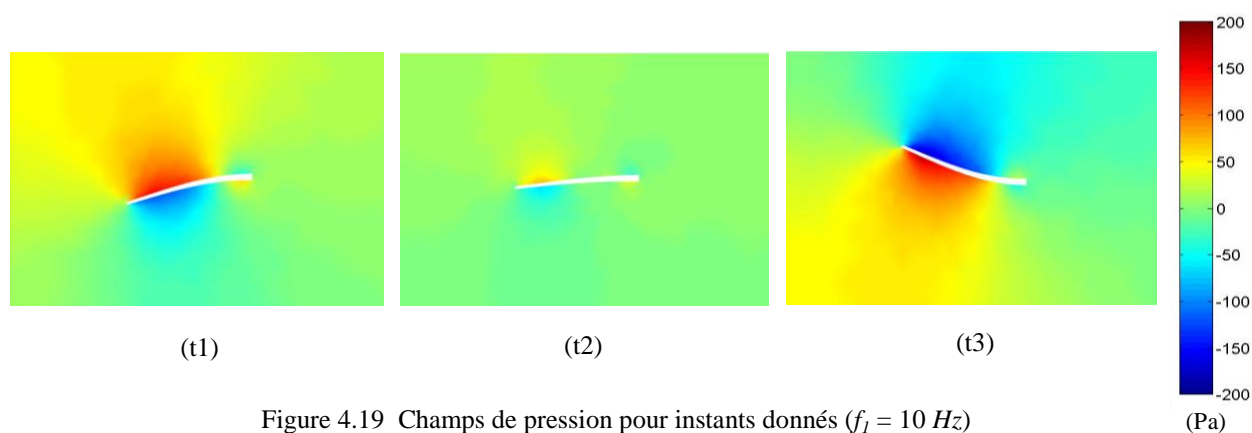 200
150
100
50
0
-50
-100
-150
-200
(t1)
(t2)
(t3)
Figure 4.19 Champs de pression pour instants donnés (f1 = 10 Hz)
(Pa)